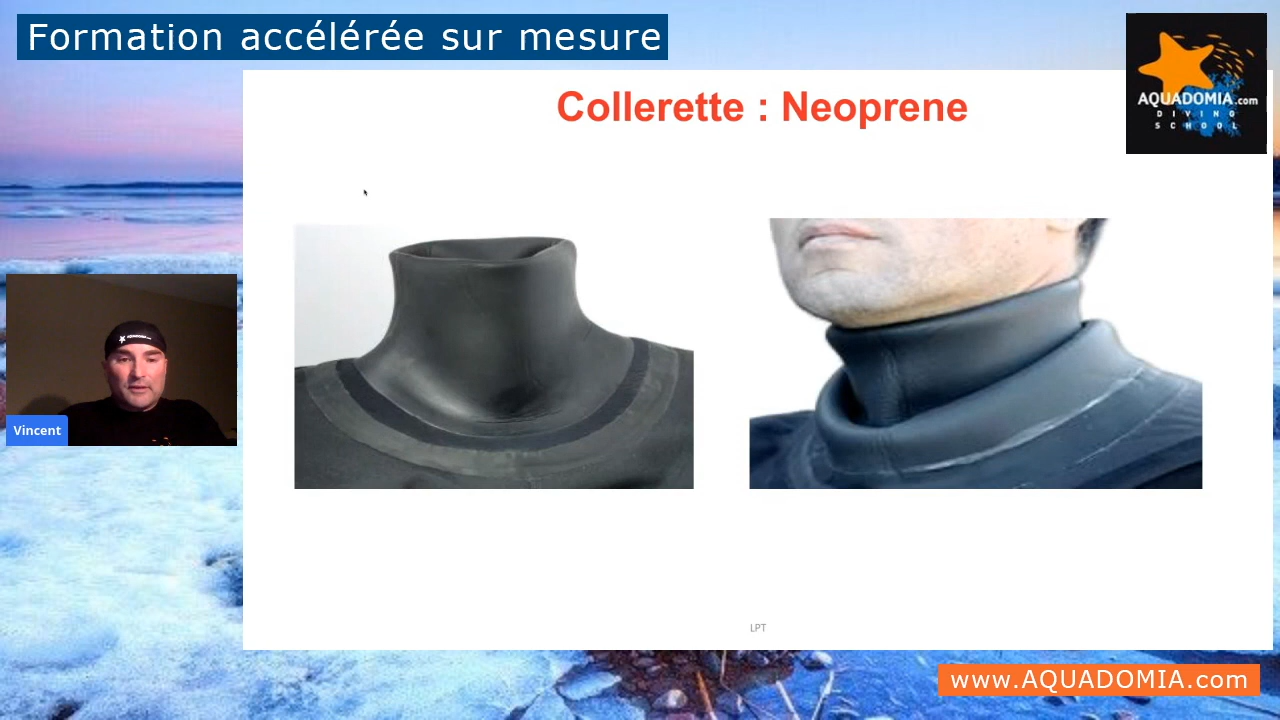 Formation accélérée sur mesure
AQUADOMIA.com
DIVING
SCHOOL
Collerette : Neoprene
Vincent
LPT
www.AQUADOMIA.com